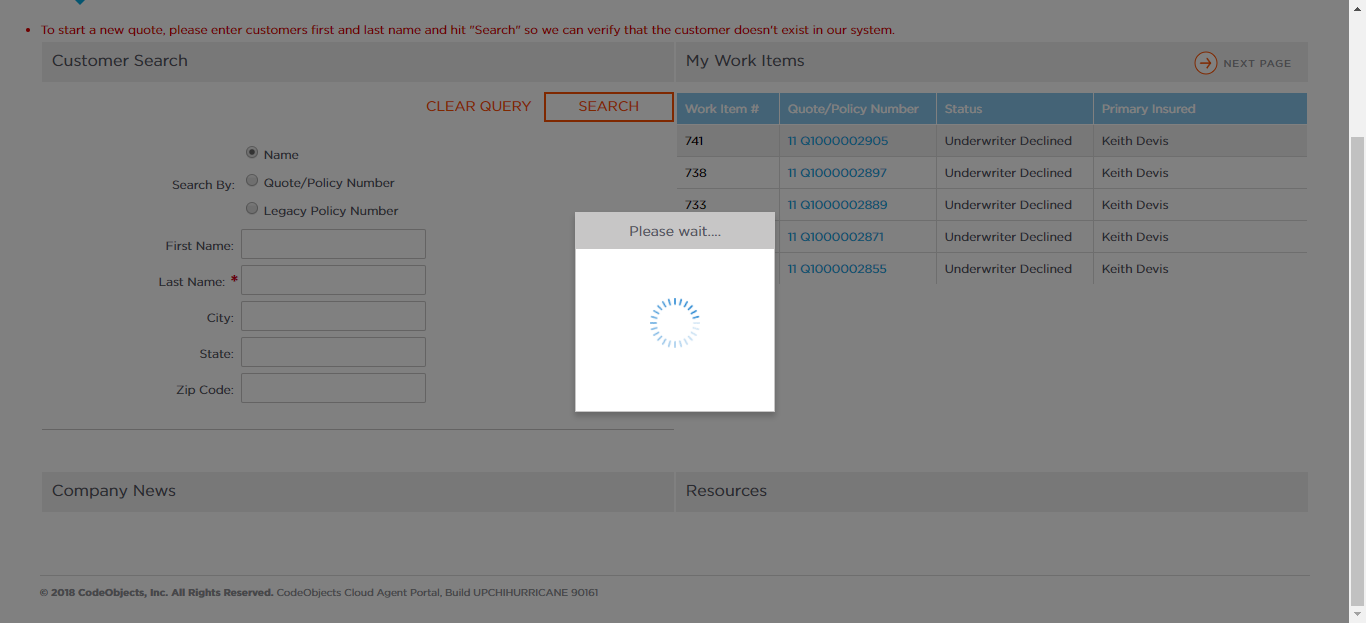 To start a new quote, please enter customers first and last name and hit "Search" so we can verify that the customer doesn't exist in our system.
Customer Search
CLEAR QUERY SEARCH
Search By:
Name
Quote/Policy Number
Legacy Policy Number
First Name:
Last Name: *
City:
State:
Zip Code:
My Work Items NEXT PAGE
Work Item # Quote/Policy Number Status Primary Insured
741 11 Q1000002905 Underwriter Declined Keith Devis
738 11 Q1000002897 Underwriter Declined Keith Devis
733 11 Q1000002889 Underwriter Declined Keith Devis
11 Q1000002871 Underwriter Declined Keith Devis
11 Q1000002855 Underwriter Declined Keith Devis
Please wait....
Company News
Resources
© 2018 CodeObjects, Inc. All Rights Reserved. CodeObjects Cloud Agent Portal, Build UPCHIHURRICANE 90161